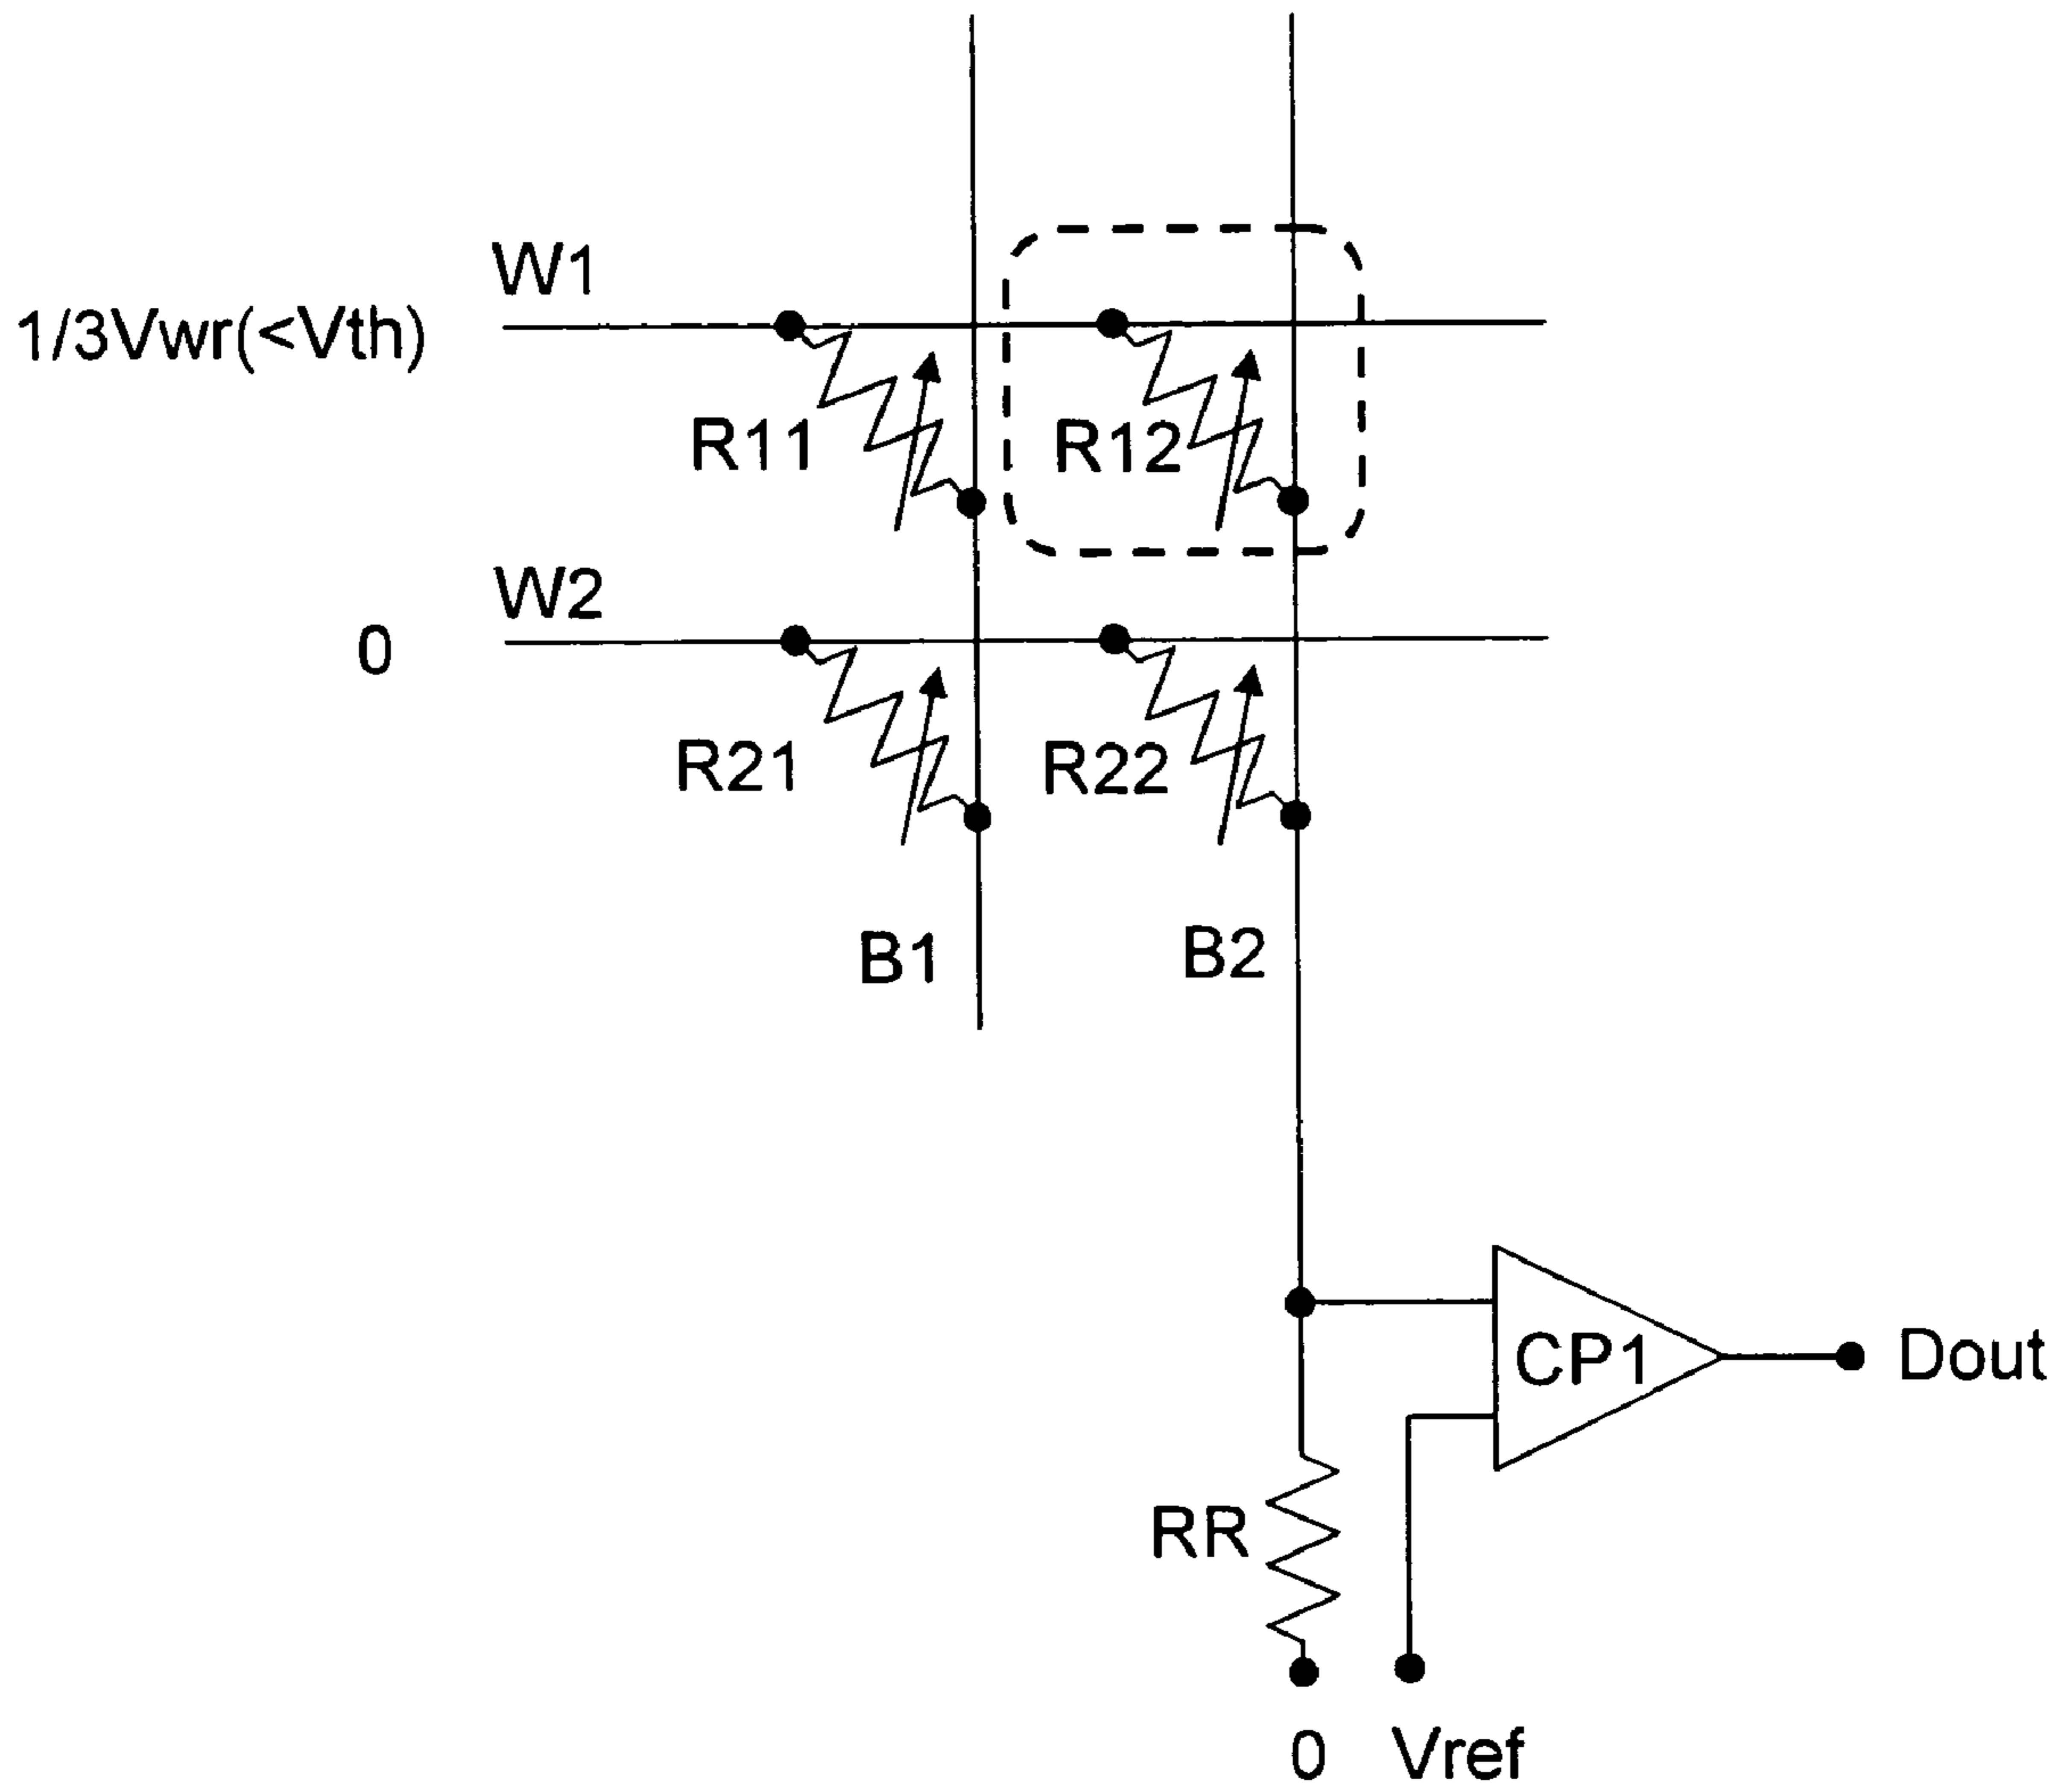 W1
1/3Vwr(<Vth)
R11
R12
W2
0
R21
R22
B1
B2
CP1
Dout
RR
0
Vref